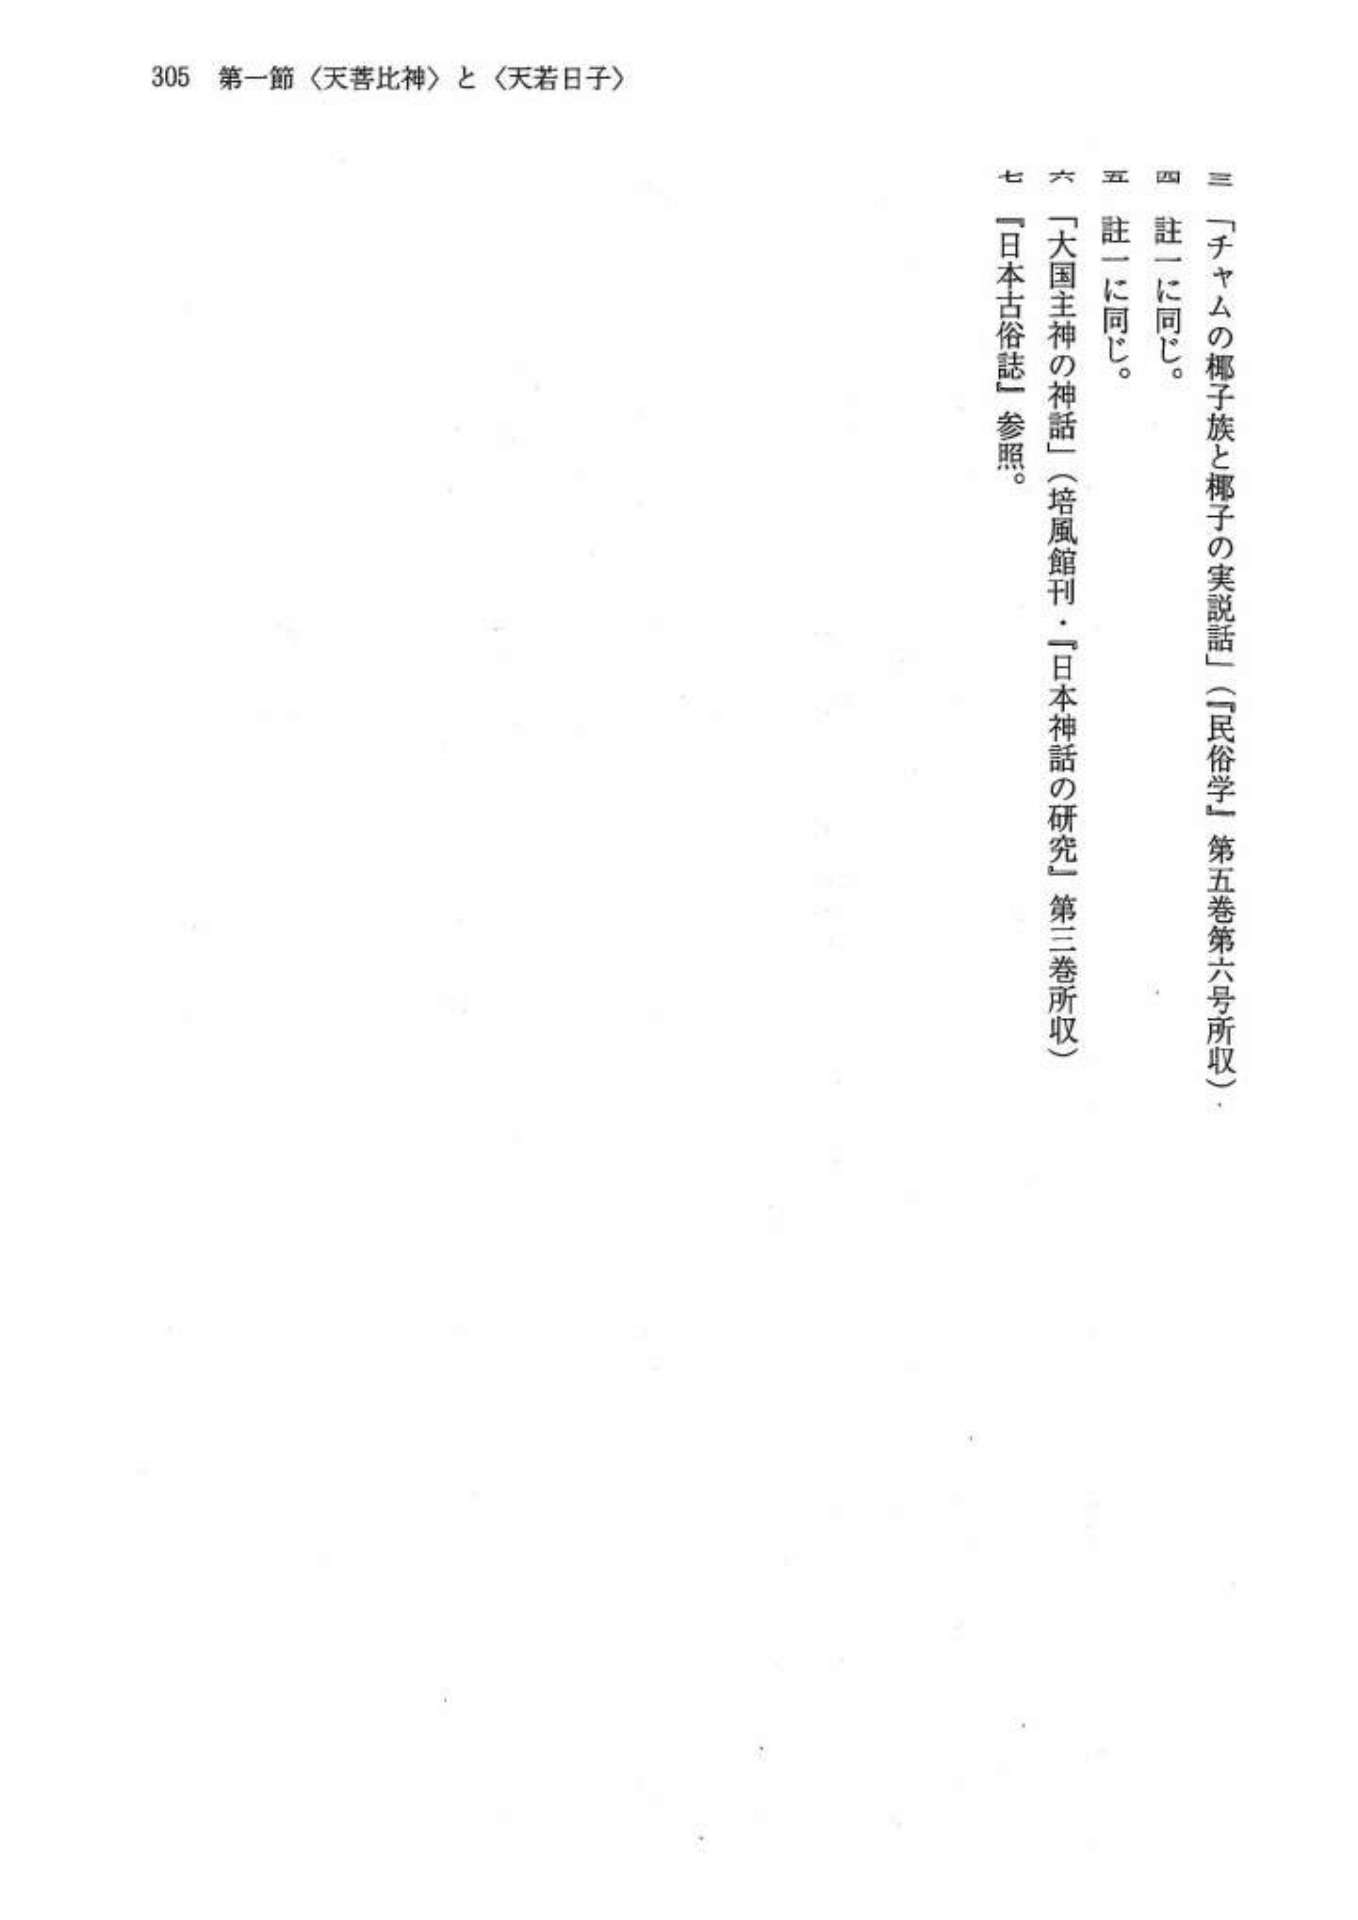 305 第一節〈天菩比神〉と〈天若日子〉
三 「チャムの椰子族と椰子の実説話」（『民俗学』第五巻第六号所収）
四 註一に同じ。
五 註一に同じ。
六 「大国主神の神話」（培風館刊・『日本神話の研究』第三巻所収）
七 『日本古俗誌』参照。